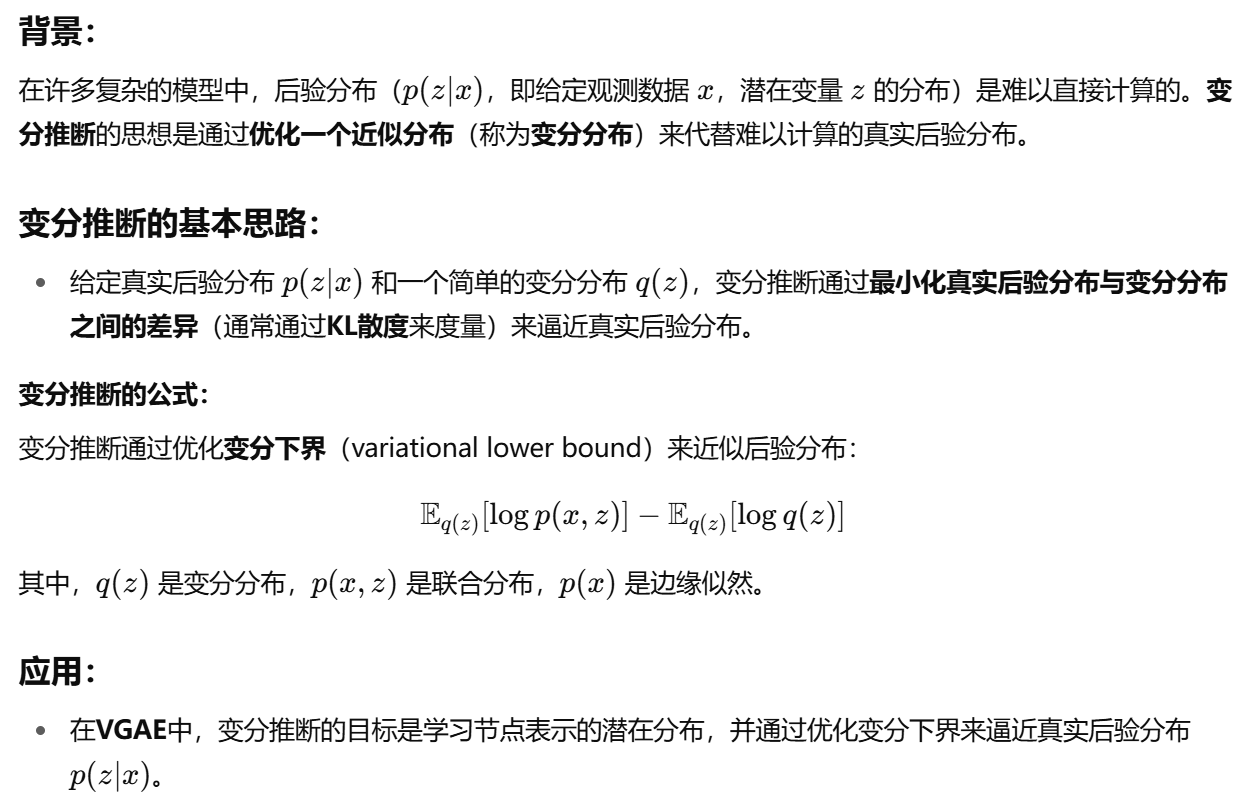 背景：
在许多复杂的模型中，后验分布（p(z|x)，即给定观测数据 x，潜在变量 z 的分布）是难以直接计算的。变
分推断的思想是通过优化一个近似分布（称为变分分布）来代替难以计算的真实后验分布。
变分推断的基本思路：
• 给定真实后验分布 p(z|x) 和一个简单的变分分布 q(z)，变分推断通过最小化真实后验分布与变分分布
之间的差异（通常通过KL散度来度量）来逼近真实后验分布。
变分推断的公式：
变分推断通过优化变分下界（variational lower bound）来近似后验分布：
𝔼_{q(z)}[log p(x, z)] − 𝔼_{q(z)}[log q(z)]
其中，q(z) 是变分分布，p(x, z) 是联合分布，p(x) 是边缘似然。
应用：
• 在VGAE中，变分推断的目标是学习节点表示的潜在分布，并通过优化变分下界来逼近真实后验分布
p(z|x)。